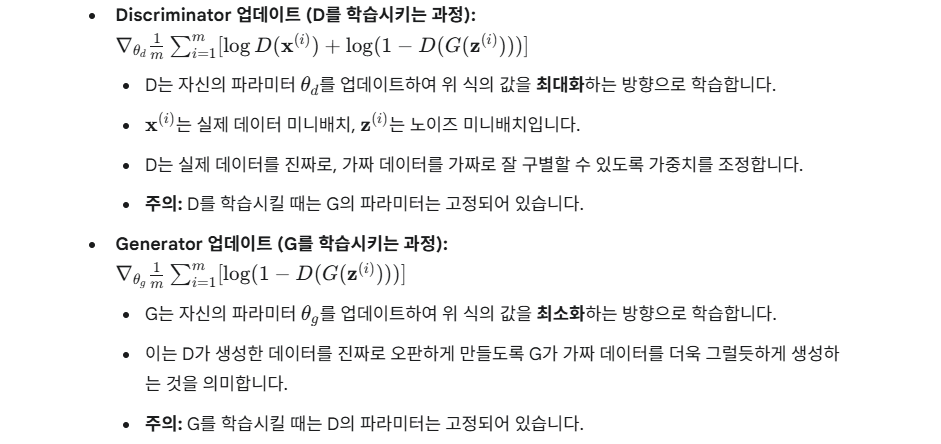 • Discriminator 업데이트 (D를 학습시키는 과정):
∇_{θ_d} \frac{1}{m} ∑_{i=1}^{m} [log D(x^{(i)}) + log(1 − D(G(z^{(i)})))]
• D는 자신의 파라미터 θ_d를 업데이트하여 위 식의 값을 최대화하는 방향으로 학습합니다.
• x^{(i)}는 실제 데이터 미니배치, z^{(i)}는 노이즈 미니배치입니다.
• D는 실제 데이터를 진짜로, 가짜 데이터를 가짜로 잘 구별할 수 있도록 가중치를 조정합니다.
• 주의: D를 학습시킬 때는 G의 파라미터는 고정되어 있습니다.
• Generator 업데이트 (G를 학습시키는 과정):
∇_{θ_g} \frac{1}{m} ∑_{i=1}^{m} [log(1 − D(G(z^{(i)})))]
• G는 자신의 파라미터 θ_g를 업데이트하여 위 식의 값을 최소화하는 방향으로 학습합니다.
• 이는 D가 생성한 데이터를 진짜로 오판하게 만들도록 G가 가짜 데이터를 더욱 그럴듯하게 생성하
는 것을 의미합니다.
• 주의: G를 학습시킬 때는 D의 파라미터는 고정되어 있습니다.